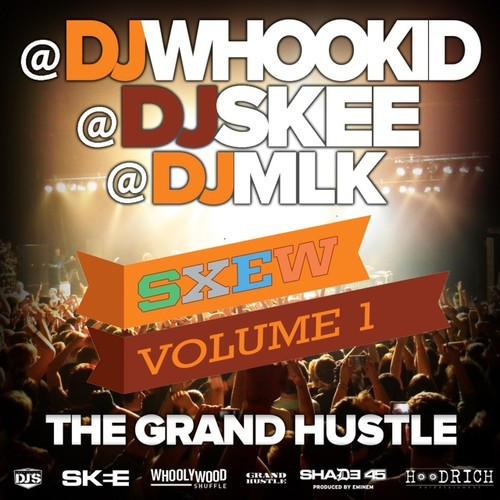 @DJWHOOKID
@DJSKEE
@DJMLK
SXEW
VOLUME 1
THE GRAND HUSTLE
DJS SKEE WHOOLYWOOD SHUFFLE GRAND HUSTLE SHADE 45 PRODUCED BY EMINEM HOODRICH